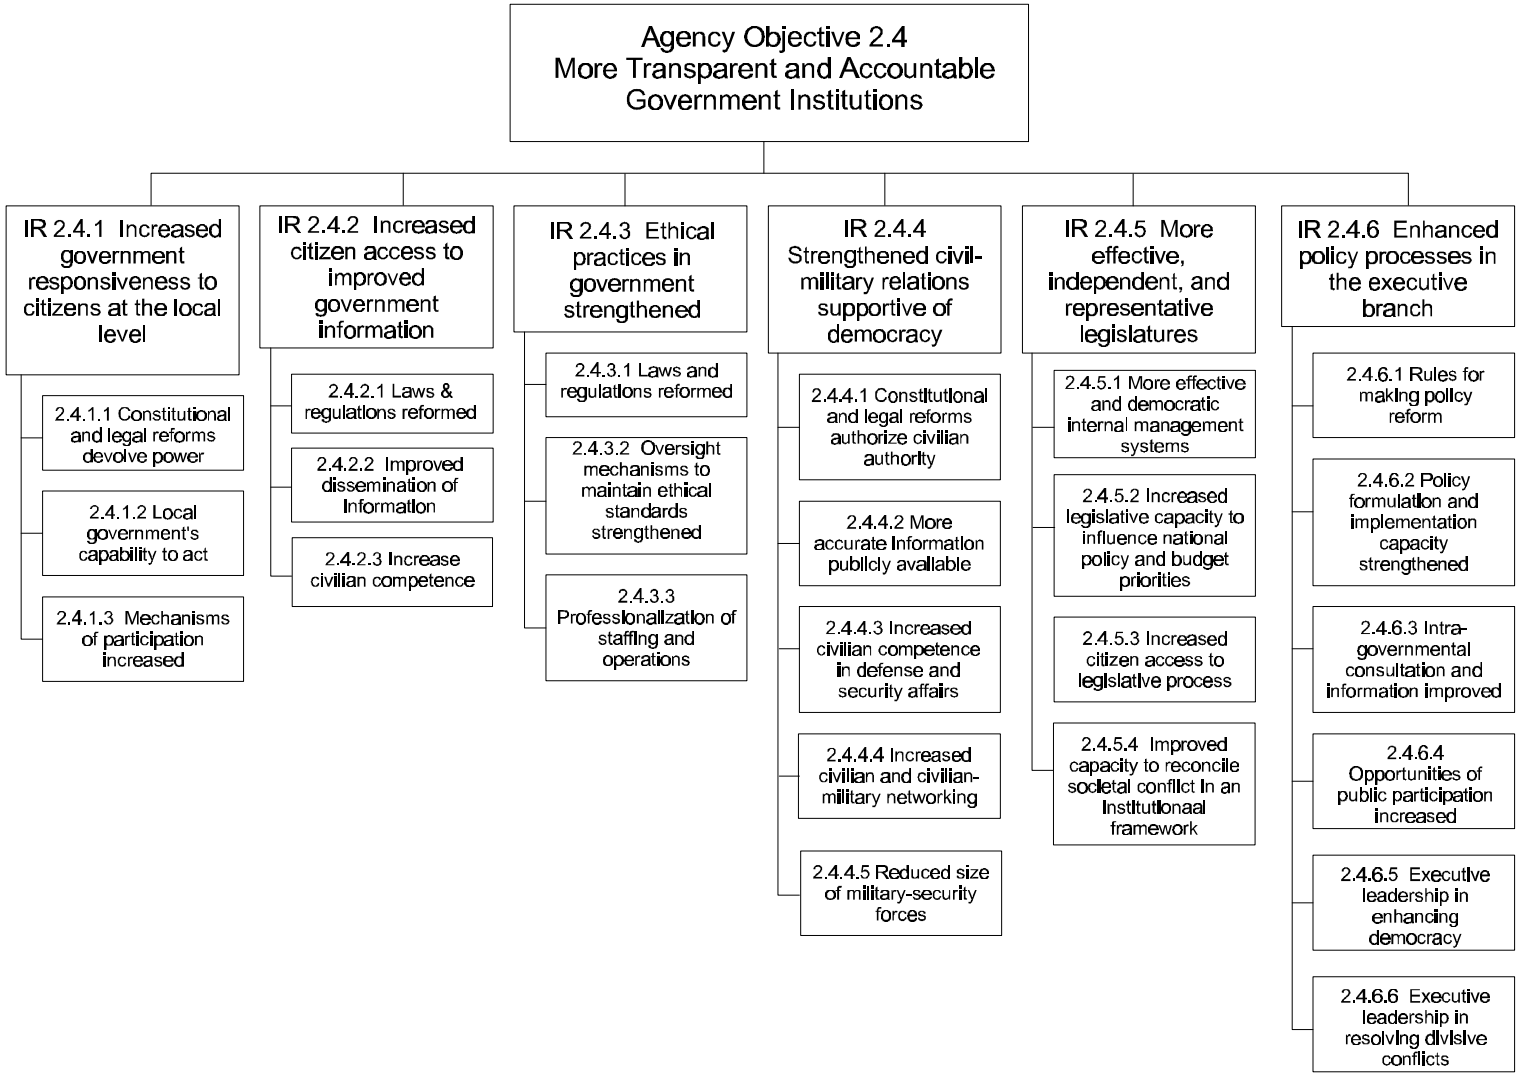 Agency Objective 2.4
More Transparent and Accountable
Government Institutions
IR 2.4.1 Increased
government
responsiveness to
citizens at the local
level
2.4.1.1 Constitutional
and legal reforms
devolve power
2.4.1.2 Local
government's
capability to act
2.4.1.3 Mechanisms
of participation
increased
IR 2.4.2 Increased
citizen access to
improved
government
information
2.4.2.1 Laws &
regulations reformed
2.4.2.2 Improved
dissemination of
Information
2.4.2.3 Increase
civilian competence
IR 2.4.3 Ethical
practices in
government
strengthened
2.4.3.1 Laws and
regulations reformed
2.4.3.2 Oversight
mechanisms to
maintain ethical
standards
strengthened
2.4.3.3
Professionalization of
staffing and
operations
IR 2.4.4
Strengthened civil-
military relations
supportive of
democracy
2.4.4.1 Constitutional
and legal reforms
authorize civilian
authority
2.4.4.2 More
accurate Information
publicly available
2.4.4.3 Increased
civilian competence
in defense and
security affairs
2.4.4.4 Increased
civilian and civilian-
military networking
2.4.4.5 Reduced size
of military-security
forces
IR 2.4.5 More
effective,
independent, and
representative
legislatures
2.4.5.1 More effective
and democratic
internal management
systems
2.4.5.2 Increased
legislative capacity to
influence national
policy and budget
priorities
2.4.5.3 Increased
citizen access to
legislative process
2.4.5.4 Improved
capacity to reconcile
societal conflict in an
Institutionaal
framework
IR 2.4.6 Enhanced
policy processes in
the executive
branch
2.4.6.1 Rules for
making policy
reform
2.4.6.2 Policy
formulation and
implementation
capacity
strengthened
2.4.6.3 Intra-
governmental
consultation and
information improved
2.4.6.4
Opportunities of
public participation
increased
2.4.6.5 Executive
leadership in
enhancing
democracy
2.4.6.6 Executive
leadership in
resolving divisive
conflicts